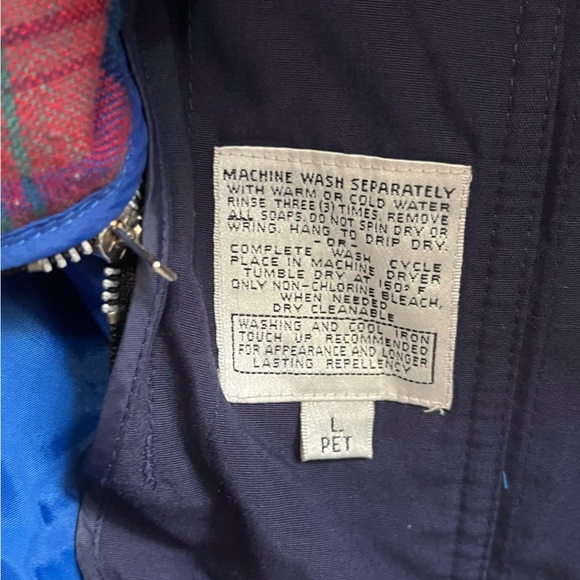 MACHINE WASH SEPARATELY
WITH WARM OR COLD WATER
RINSE THREE (3) TIMES. REMOVE
ALL SOAPS. DO NOT SPIN DRY OR
WRING. HANG TO DRIP DRY.
-OR-
COMPLETE WASH CYCLE
PLACE IN MACHINE DRYER
TUMBLE DRY AT 150° F
ONLY NON-CHLORINE BLEACH,
WHEN NEEDED
DRY CLEANABLE
WASHING AND COOL IRON
TOUCH UP RECOMMENDED
FOR APPEARANCE AND LONGER
LASTING REPELLENCY
L
PET